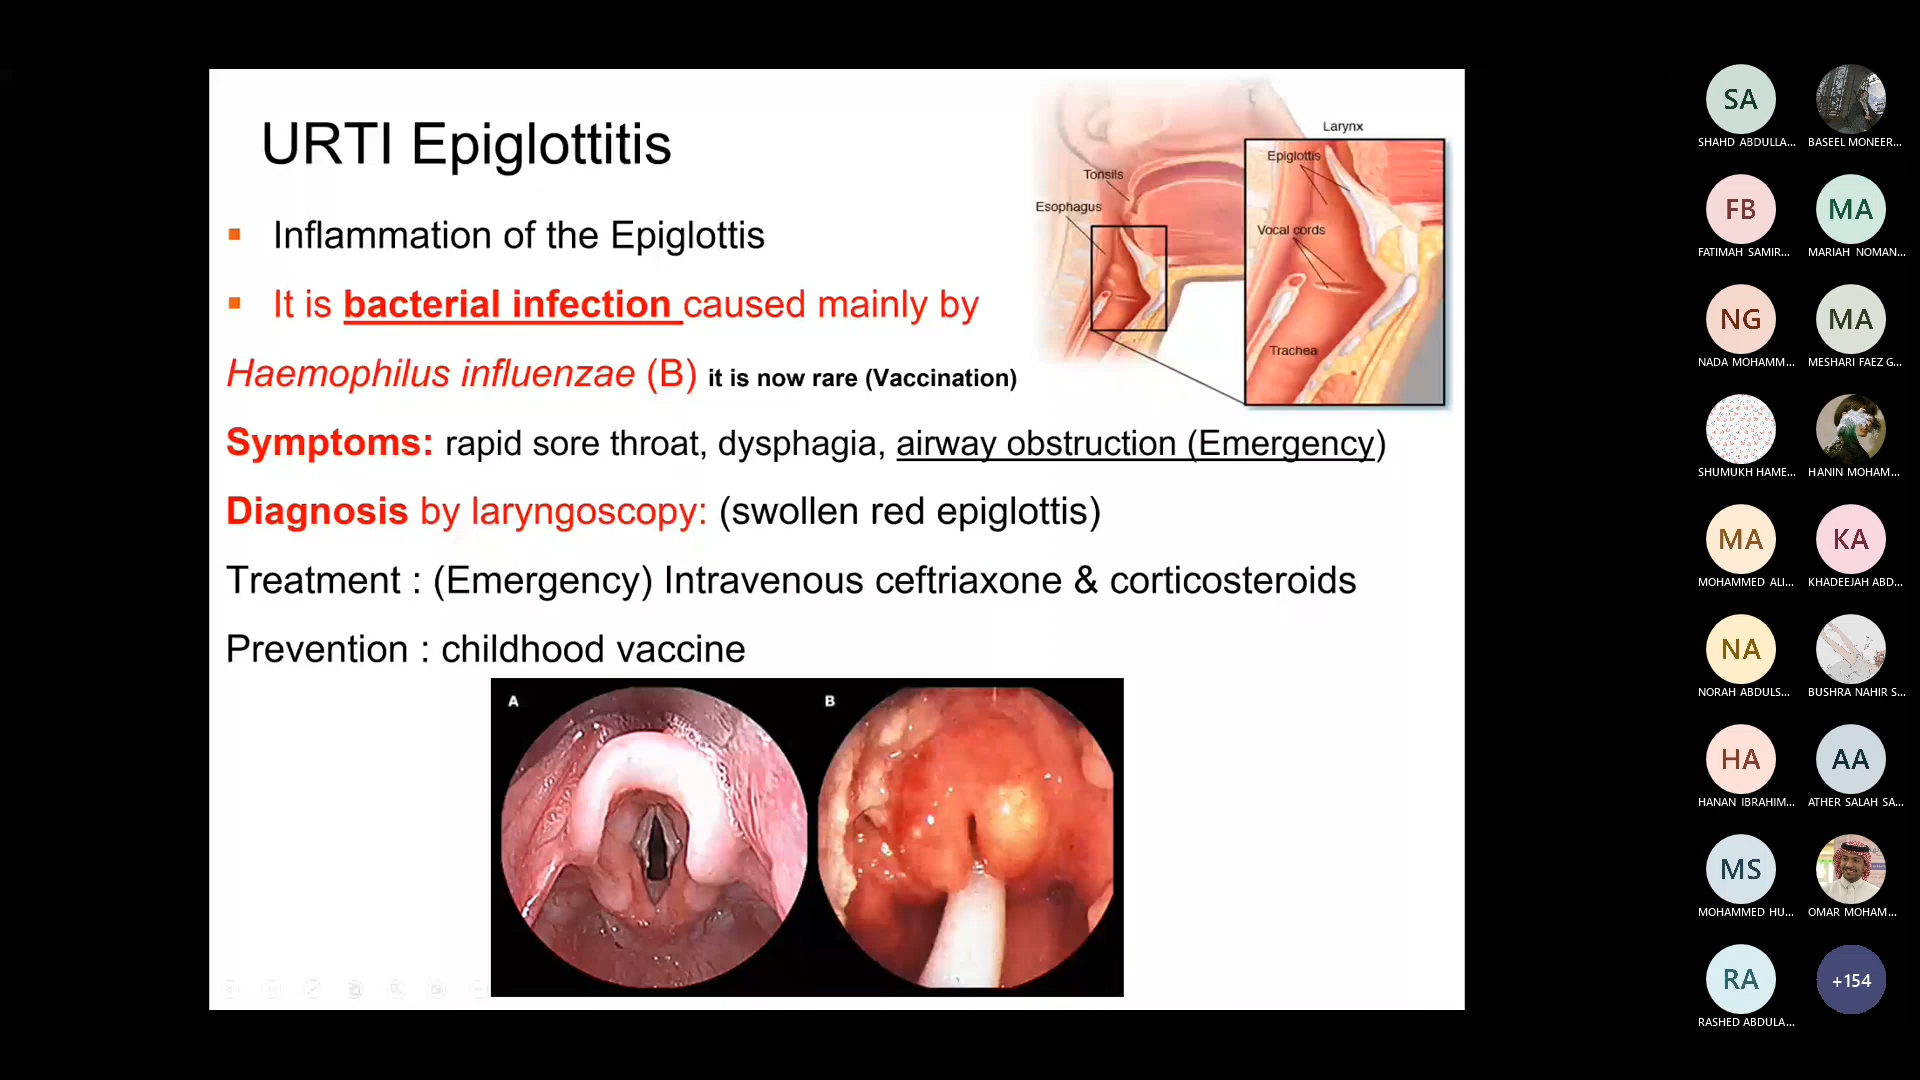 URTI Epiglottitis
Inflammation of the Epiglottis
It is bacterial infection caused mainly by
Haemophilus influenzae (B) it is now rare (Vaccination)
Symptoms: rapid sore throat, dysphagia, airway obstruction (Emergency)
Diagnosis by laryngoscopy: (swollen red epiglottis)
Treatment : (Emergency) Intravenous ceftriaxone & corticosteroids
Prevention : childhood vaccine
Larynx
Epiglottis
Tonsils
Esophagus
Vocal cords
Trachea
A
B
SA
SHAHD ABDULLA...
BASEEL MONEER...
FB
MA
FATIMAH SAMIR...
MARIAH NOMAN...
NG
MA
NADA MOHAMM...
MESHARI FAEZ G...
SHUMUKH HAME...
HANIN MOHAM...
MA
KA
MOHAMMED ALI...
KHADEEJAH ABD...
NA
NORAH ABDULS...
BUSHRA NAHIR S...
HA
AA
HANAN IBRAHIM...
ATHER SALAH SA...
MS
MOHAMMED HU...
OMAR MOHAM...
RA
+154
RASHED ABDULA...